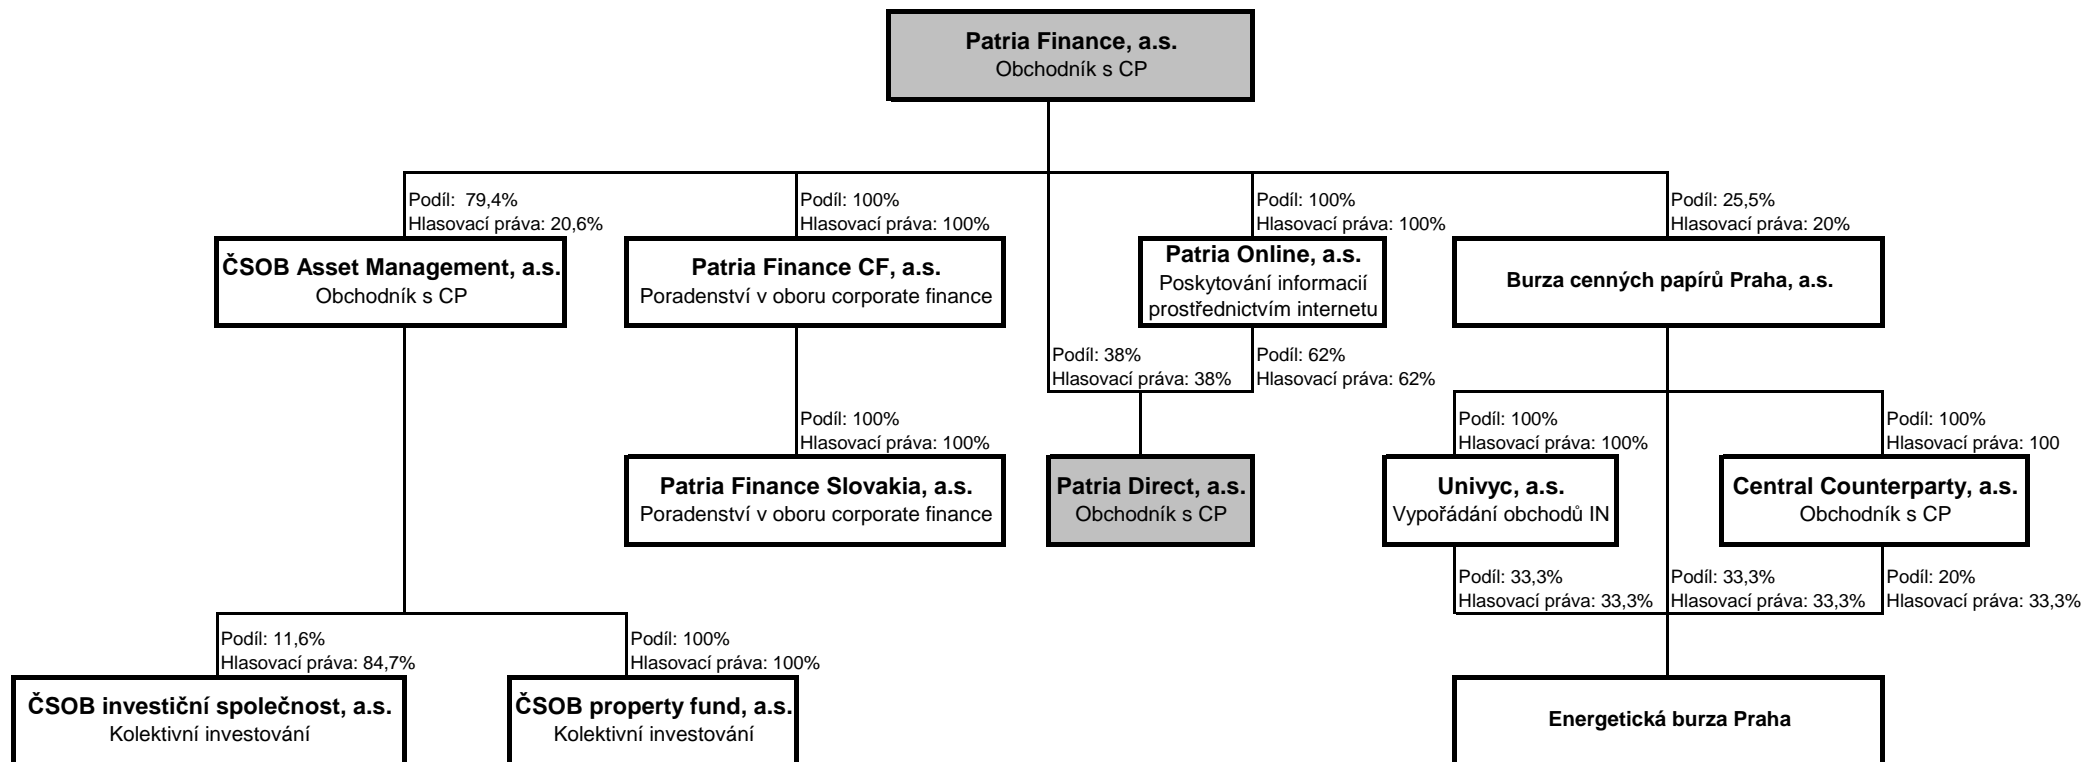 Patria Finance, a.s.
Obchodník s CP
Podíl:  79,4%
Hlasovací práva: 20,6%
Podíl: 100%
Hlasovací práva: 100%
Podíl: 100%
Hlasovací práva: 100%
Podíl: 25,5%
Hlasovací práva: 20%
ČSOB Asset Management, a.s.
Obchodník s CP
Patria Finance CF, a.s.
Poradenství v oboru corporate finance
Patria Online, a.s.
Poskytování informací
prostřednictvím internetu
Burza cenných papírů Praha, a.s.
Podíl: 38%
Hlasovací práva: 38%
Podíl: 62%
Hlasovací práva: 62%
Podíl: 100%
Hlasovací práva: 100%
Podíl: 100%
Hlasovací práva: 100%
Podíl: 100%
Hlasovací práva: 100
Patria Finance Slovakia, a.s.
Poradenství v oboru corporate finance
Patria Direct, a.s.
Obchodník s CP
Univyc, a.s.
Vypořádání obchodů IN
Central Counterparty, a.s.
Obchodník s CP
Podíl: 33,3%
Hlasovací práva: 33,3%
Podíl: 33,3%
Hlasovací práva: 33,3%
Podíl: 20%
Hlasovací práva: 33,3%
Podíl: 11,6%
Hlasovací práva: 84,7%
Podíl: 100%
Hlasovací práva: 100%
ČSOB investiční společnost, a.s.
Kolektivní investování
ČSOB property fund, a.s.
Kolektivní investování
Energetická burza Praha